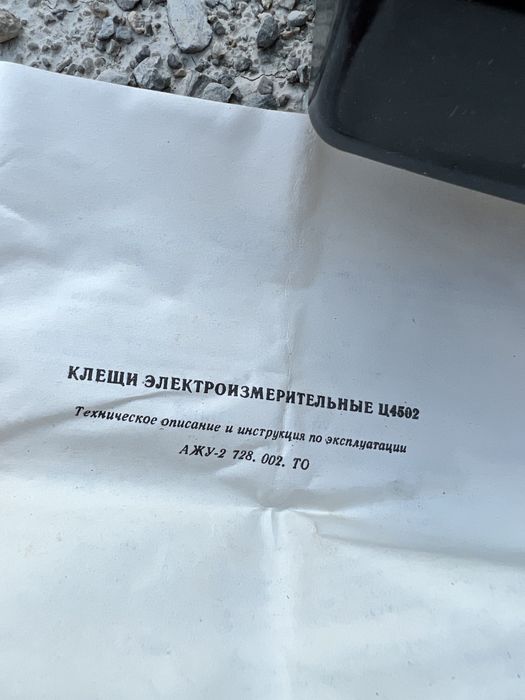 КЛЕЩИ ЭЛЕКТРОИЗМЕРИТЕЛЬНЫЕ Ц4502
Техническое описание и инструкция по эксплуатации
АЖУ-2 728. 002. ТО